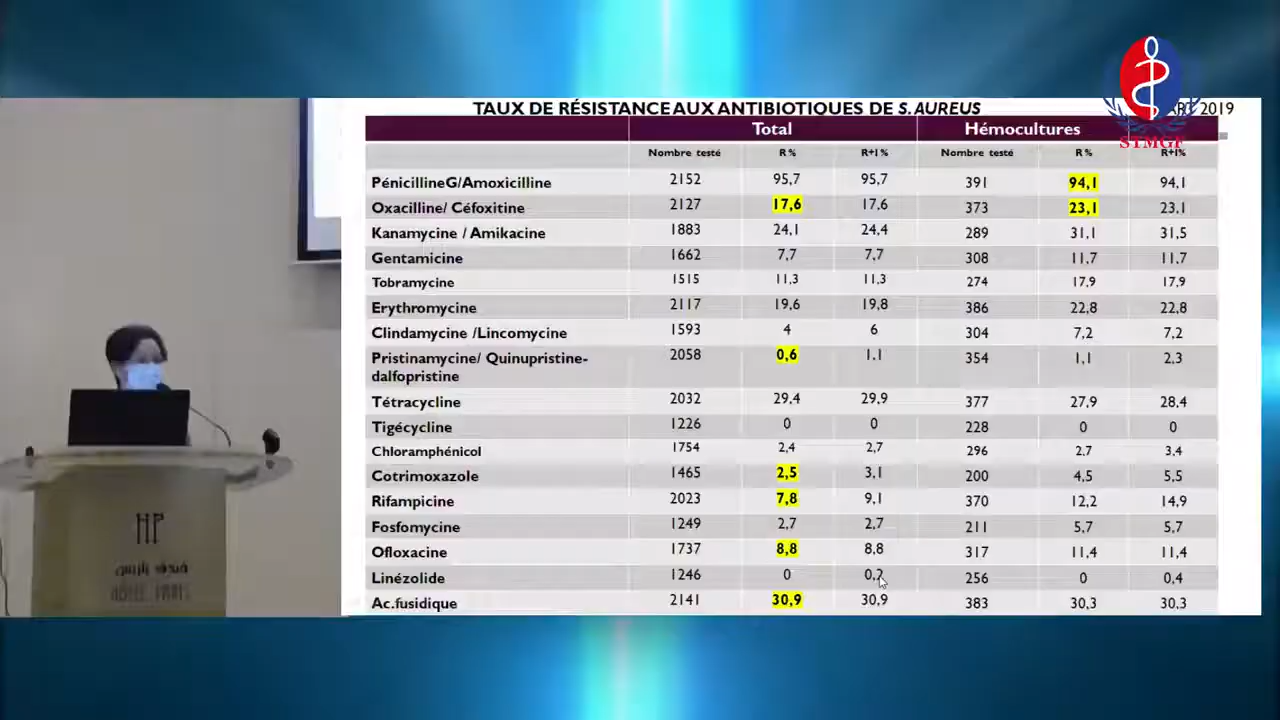 TAUX DE RÉSISTANCE AUX ANTIBIOTIQUES DE S. AUREUS 2019
STMGF
Total Hémocultures
Nombre testé R % R+I % Nombre testé R % R+I%
PénicillineG/Amoxicilline 2152 95,7 95,7 391 94,1 94,1
Oxacilline/ Céfoxitine 2127 17,6 17,6 373 23,1 23,1
Kanamycine / Amikacine 1883 24,1 24,4 289 31,1 31,5
Gentamicine 1662 7,7 7,7 308 11,7 11,7
Tobramycine 1515 11,3 11,3 274 17,9 17,9
Erythromycine 2117 19,6 19,8 386 22,8 22,8
Clindamycine /Lincomycine 1593 4 6 304 7,2 7,2
Pristinamycine/ Quinupristine- 2058 0,6 1,1 354 1,1 2,3
dalfopristine
Tétracycline 2032 29,4 29,9 377 27,9 28,4
Tigécycline 1226 0 0 228 0 0
Chloramphénicol 1754 2,4 2,7 296 2,7 3,4
Cotrimoxazole 1465 2,5 3,1 200 4,5 5,5
Rifampicine 2023 7,8 9,1 370 12,2 14,9
Fosfomycine 1249 2,7 2,7 211 5,7 5,7
Ofloxacine 1737 8,8 8,8 317 11,4 11,4
Linézolide 1246 0 0,2 256 0 0,4
Ac.fusidique 2141 30,9 30,9 383 30,3 30,3
HP
فندق باريس
HOTEL PARIS